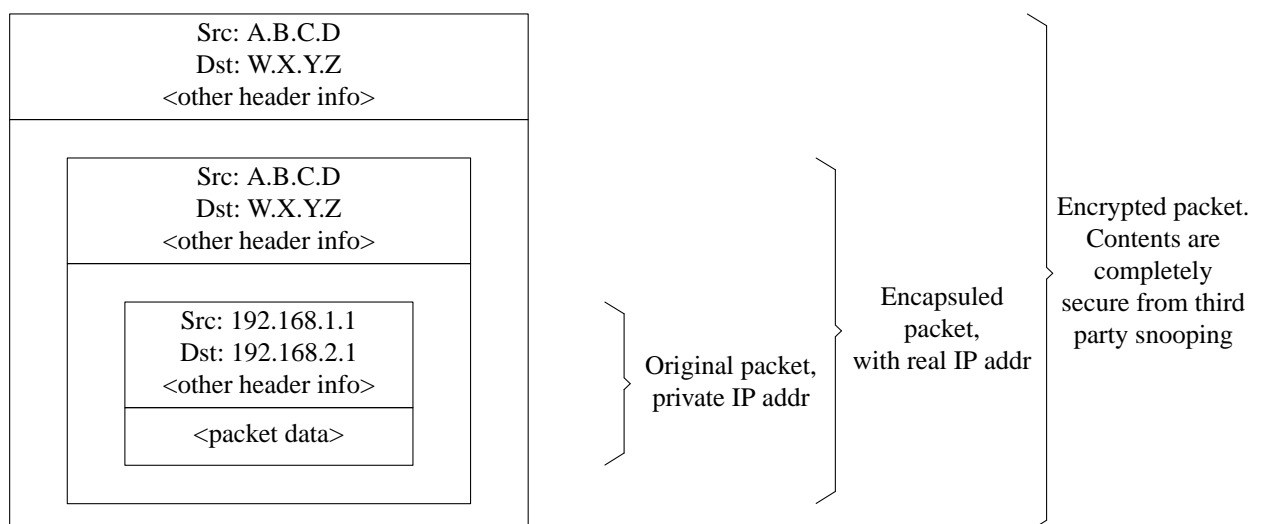 Src: A.B.C.D
Dst: W.X.Y.Z
<other header info>
Src: A.B.C.D
Dst: W.X.Y.Z
<other header info>
Src: 192.168.1.1
Dst: 192.168.2.1
<other header info>
<packet data>
Original packet,
private IP addr
Encapsuled
packet,
with real IP addr
Encrypted packet.
Contents are
completely
secure from third
party snooping